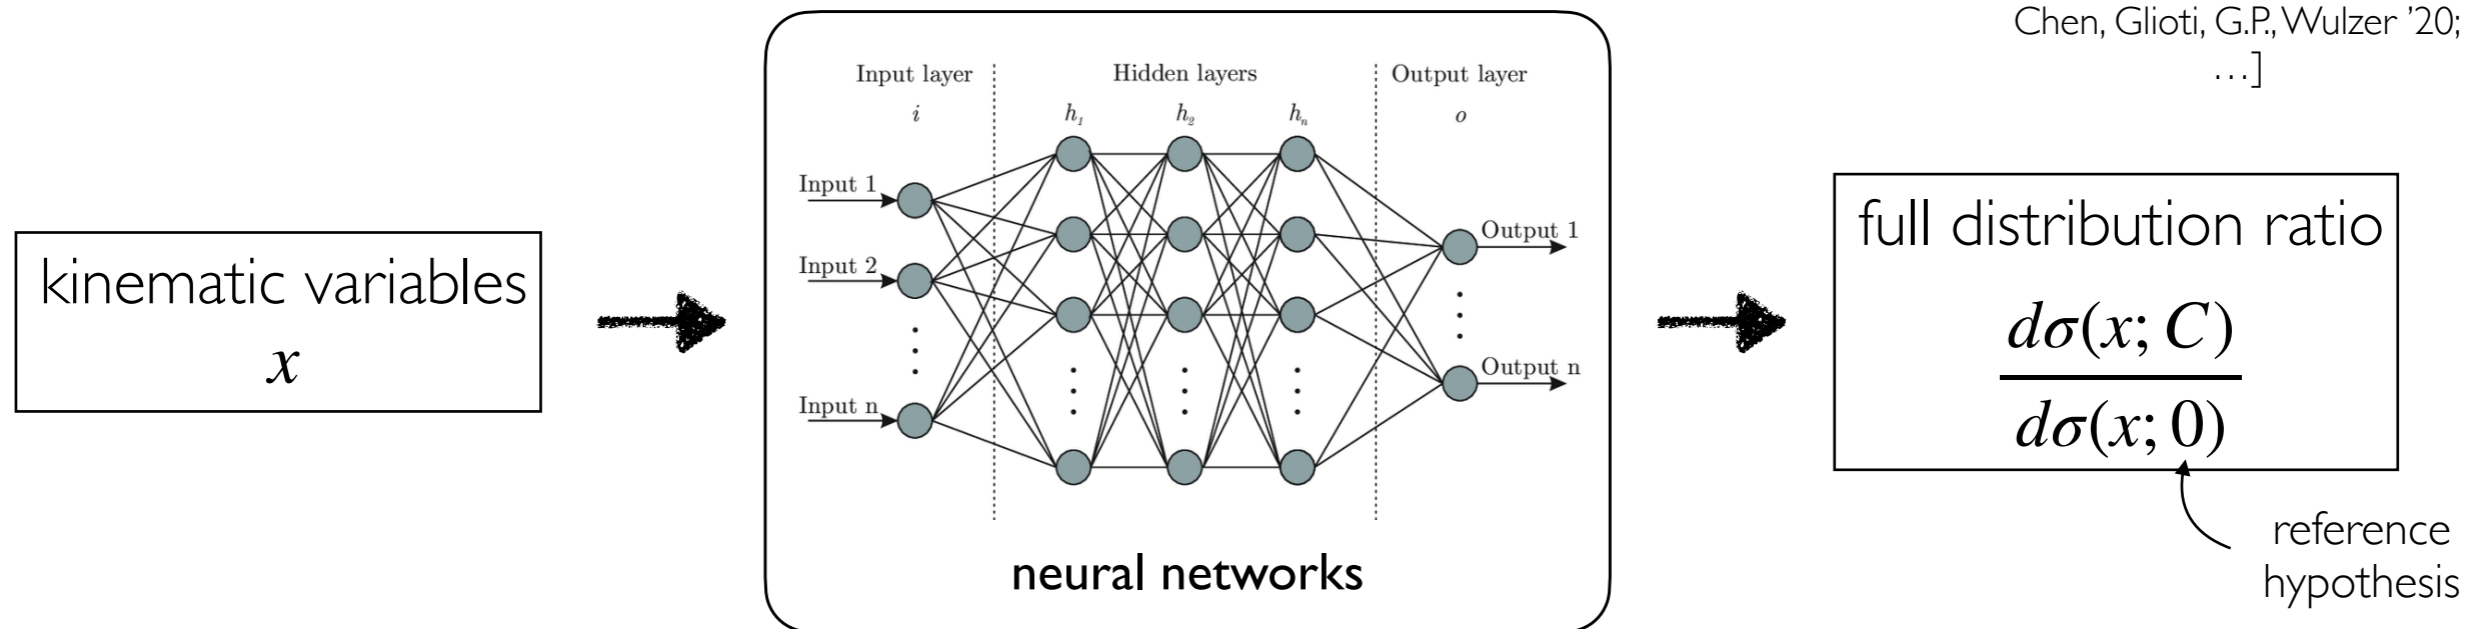 Chen, Glioti, G.P., Wulzer '20;
…]
kinematic variables
x
Input layer
i
Hidden layers
h₁ h₂ hₙ
Output layer
o
Input 1
Input 2
Input n
Output 1
Output n
neural networks
full distribution ratio
dσ(x; C)
dσ(x; 0)
reference
hypothesis